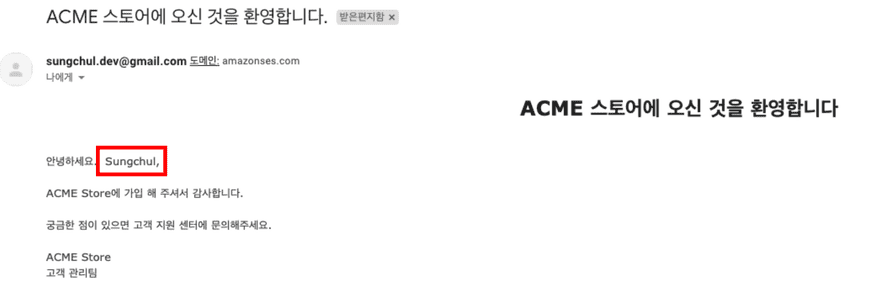 ACME 스토어에 오신 것을 환영합니다. 받은편지함 ×
sungchul.dev@gmail.com 도메인: amazonses.com
나에게
ACME 스토어에 오신 것을 환영합니다
안녕하세요. Sungchul,
ACME Store에 가입 해 주셔서 감사합니다.
궁금한 점이 있으면 고객 지원 센터에 문의해주세요.
ACME Store
고객 관리팀